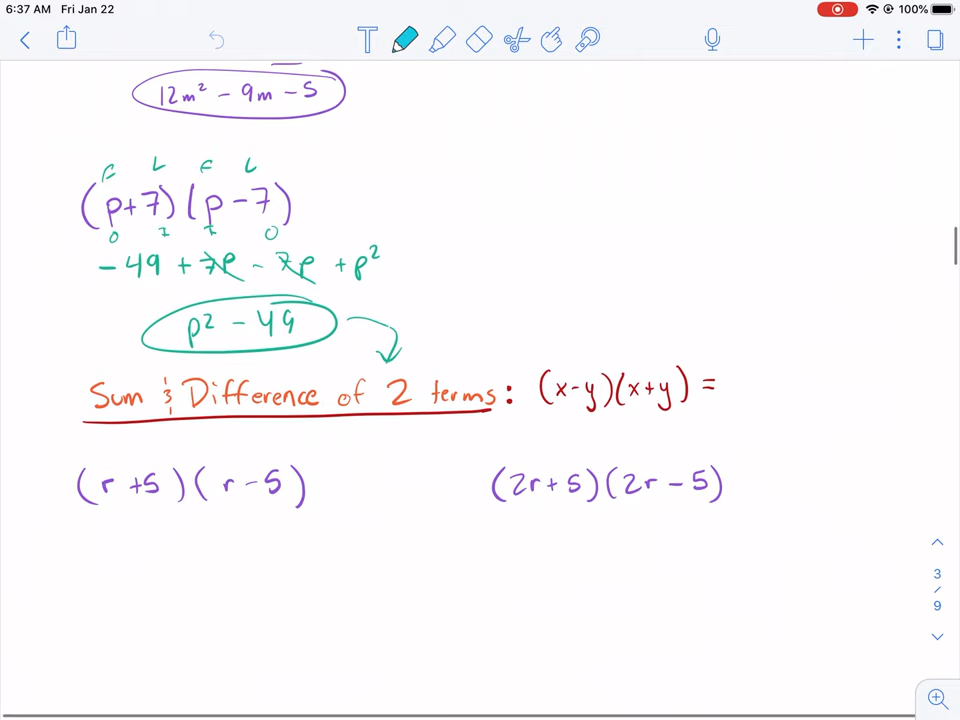 6:37 AM Fri Jan 22 100%
12m² - 9m - 5
F L F L
(p+7)(p-7)
O I I O
-49 + 7p - 7p + p²
p² - 49
Sum & Difference of 2 terms: (x-y)(x+y) =
(r+5)(r-5) (2r+5)(2r-5)
3
/
9